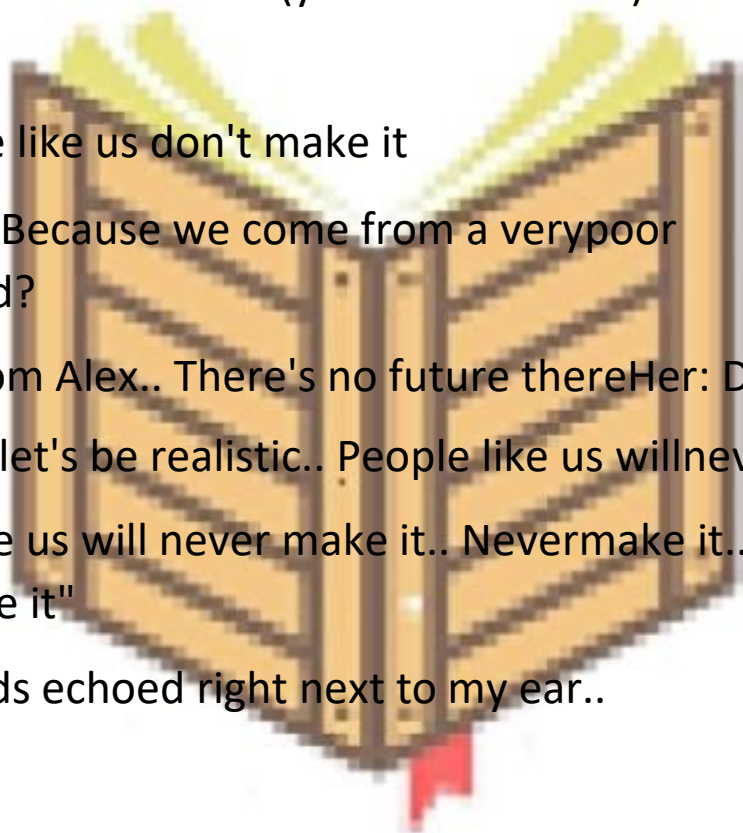 like us don't make it
Because we come from a verypoor
d?
om Alex.. There's no future thereHer: D
let's be realistic.. People like us willnev
e us will never make it.. Nevermake it..
e it"
ds echoed right next to my ear..